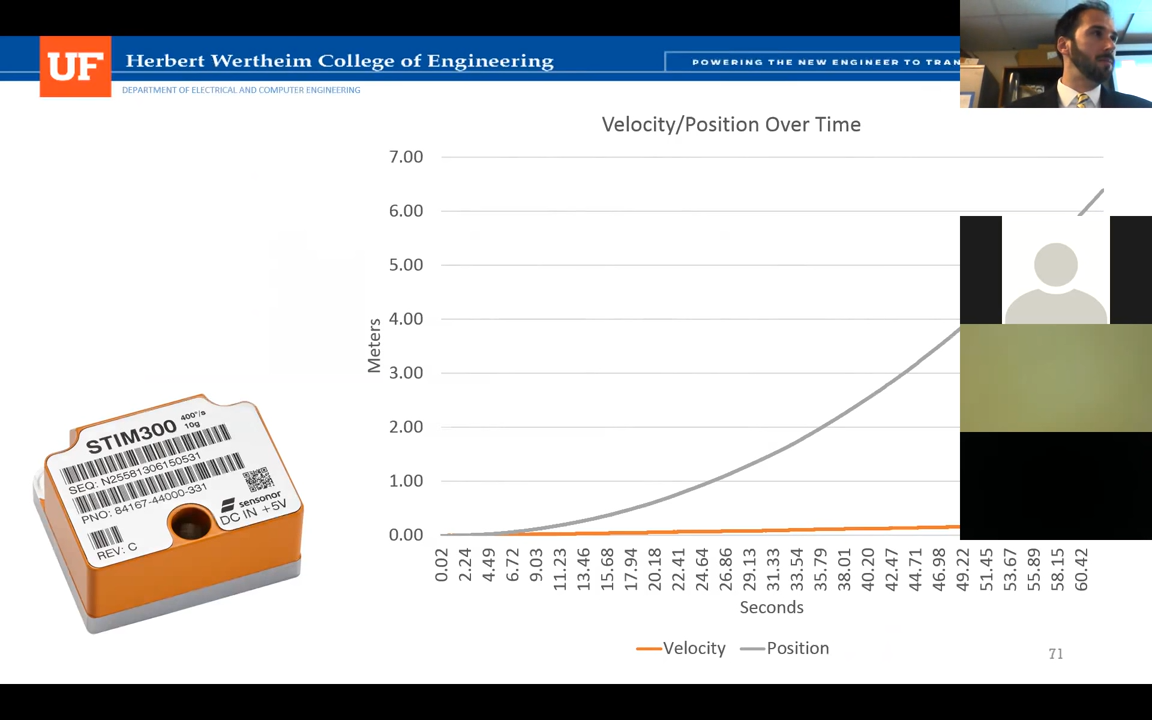 UF
Herbert Wertheim College of Engineering
POWERING THE NEW ENGINEER TO TRAN
DEPARTMENT OF ELECTRICAL AND COMPUTER ENGINEERING
Velocity/Position Over Time
7.00
6.00
5.00
4.00
3.00
2.00
1.00
0.00
Meters
0.02
2.24
4.49
6.72
9.03
11.23
13.46
15.68
17.94
20.18
22.41
24.64
26.86
29.13
31.33
33.54
35.79
38.01
40.20
42.47
44.71
46.98
49.22
51.45
53.67
55.89
58.15
60.42
Seconds
Velocity
Position
STIM300
400°/s
10g
SEQ: N25581306150531
PNO: 84167-44000-331
REV: C
sensonor
DC IN +5V
71